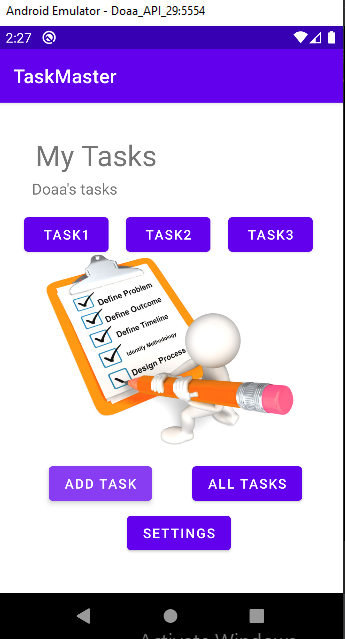 Android Emulator - Doaa_API_29:5554
2:27
TaskMaster
My Tasks
Doaa's tasks
TASK1 TASK2 TASK3
Define Problem
Define Outcome
Define Timeline
Identify Methodology
Design Process
ADD TASK ALL TASKS
SETTINGS
Activate Windows